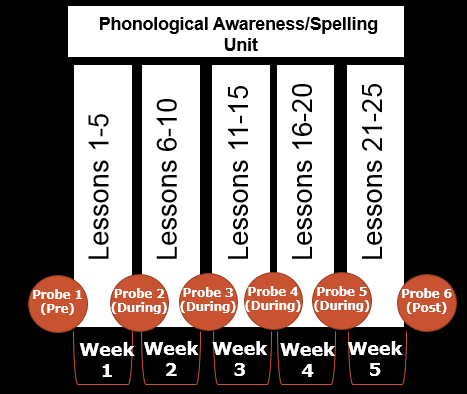 Phonological Awareness/Spelling
Unit
Lessons 1-5
Lessons 6-10
Lessons 11-15
Lessons 16-20
Lessons 21-25
Probe 1
(Pre)
Probe 2
(During)
Probe 3
(During)
Probe 4
(During)
Probe 5
(During)
Probe 6
(Post)
Week
1
Week
2
Week
3
Week
4
Week
5